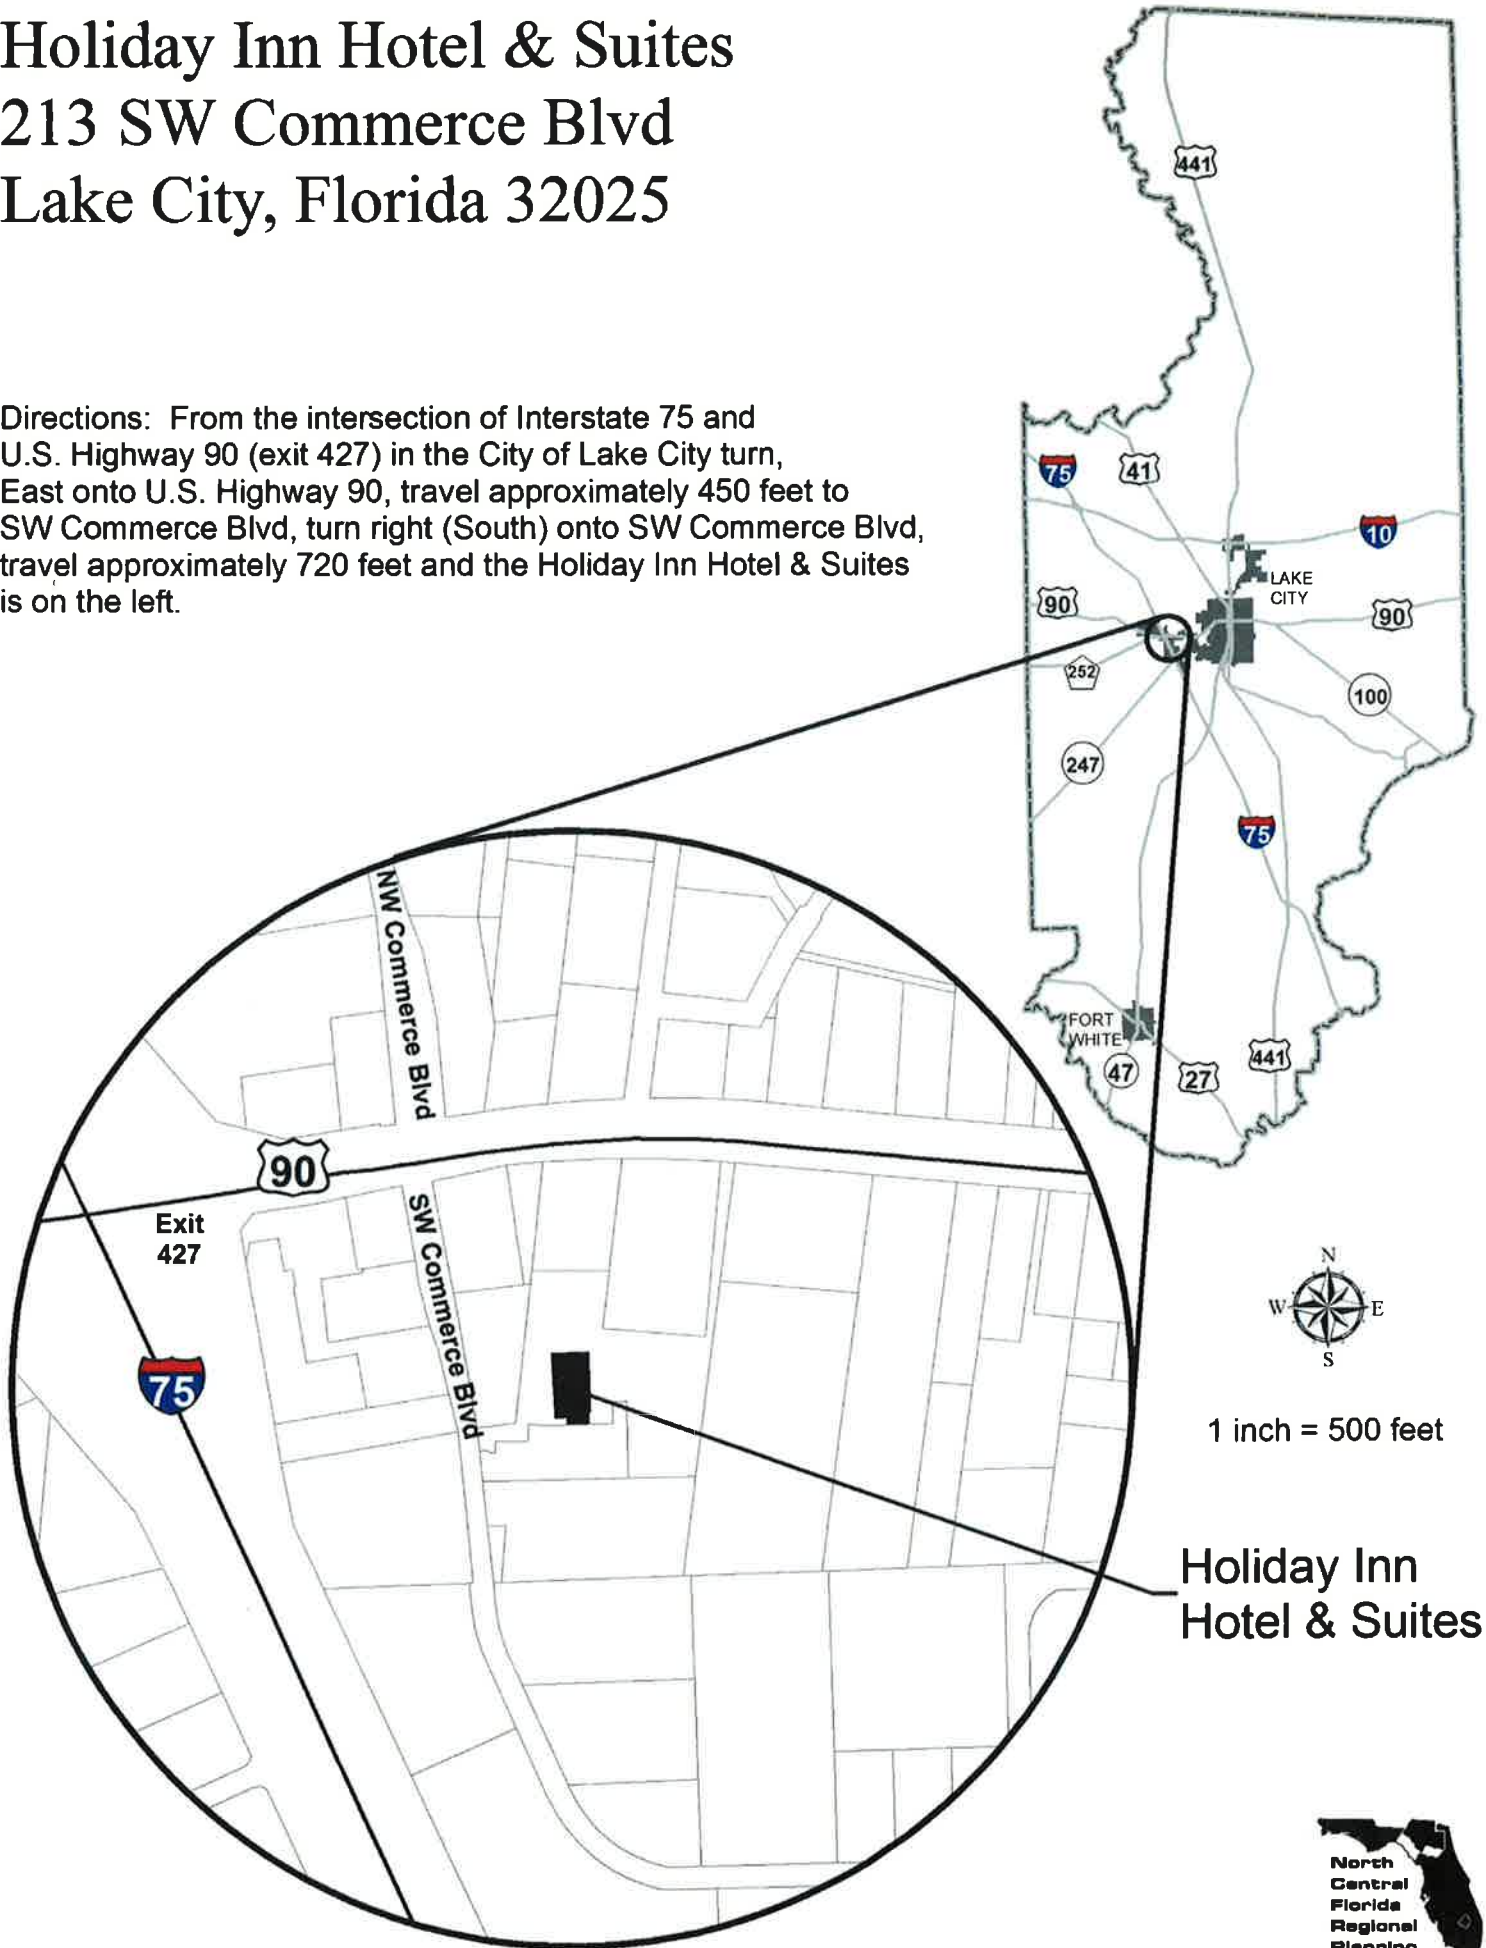 Holiday Inn Hotel & Suites
213 SW Commerce Blvd
Lake City, Florida 32025
Directions: From the intersection of Interstate 75 and
U.S. Highway 90 (exit 427) in the City of Lake City turn,
East onto U.S. Highway 90, travel approximately 450 feet to
SW Commerce Blvd, turn right (South) onto SW Commerce Blvd,
travel approximately 720 feet and the Holiday Inn Hotel & Suites
is on the left.
441
75
41
10
LAKE
CITY
90
90
252
100
247
75
FORT
WHITE
47
27
441
NW Commerce Blvd
90
Exit
427
SW Commerce Blvd
75
N
W
E
S
1 inch = 500 feet
Holiday Inn
Hotel & Suites
North
Central
Florida
Regional
Planning